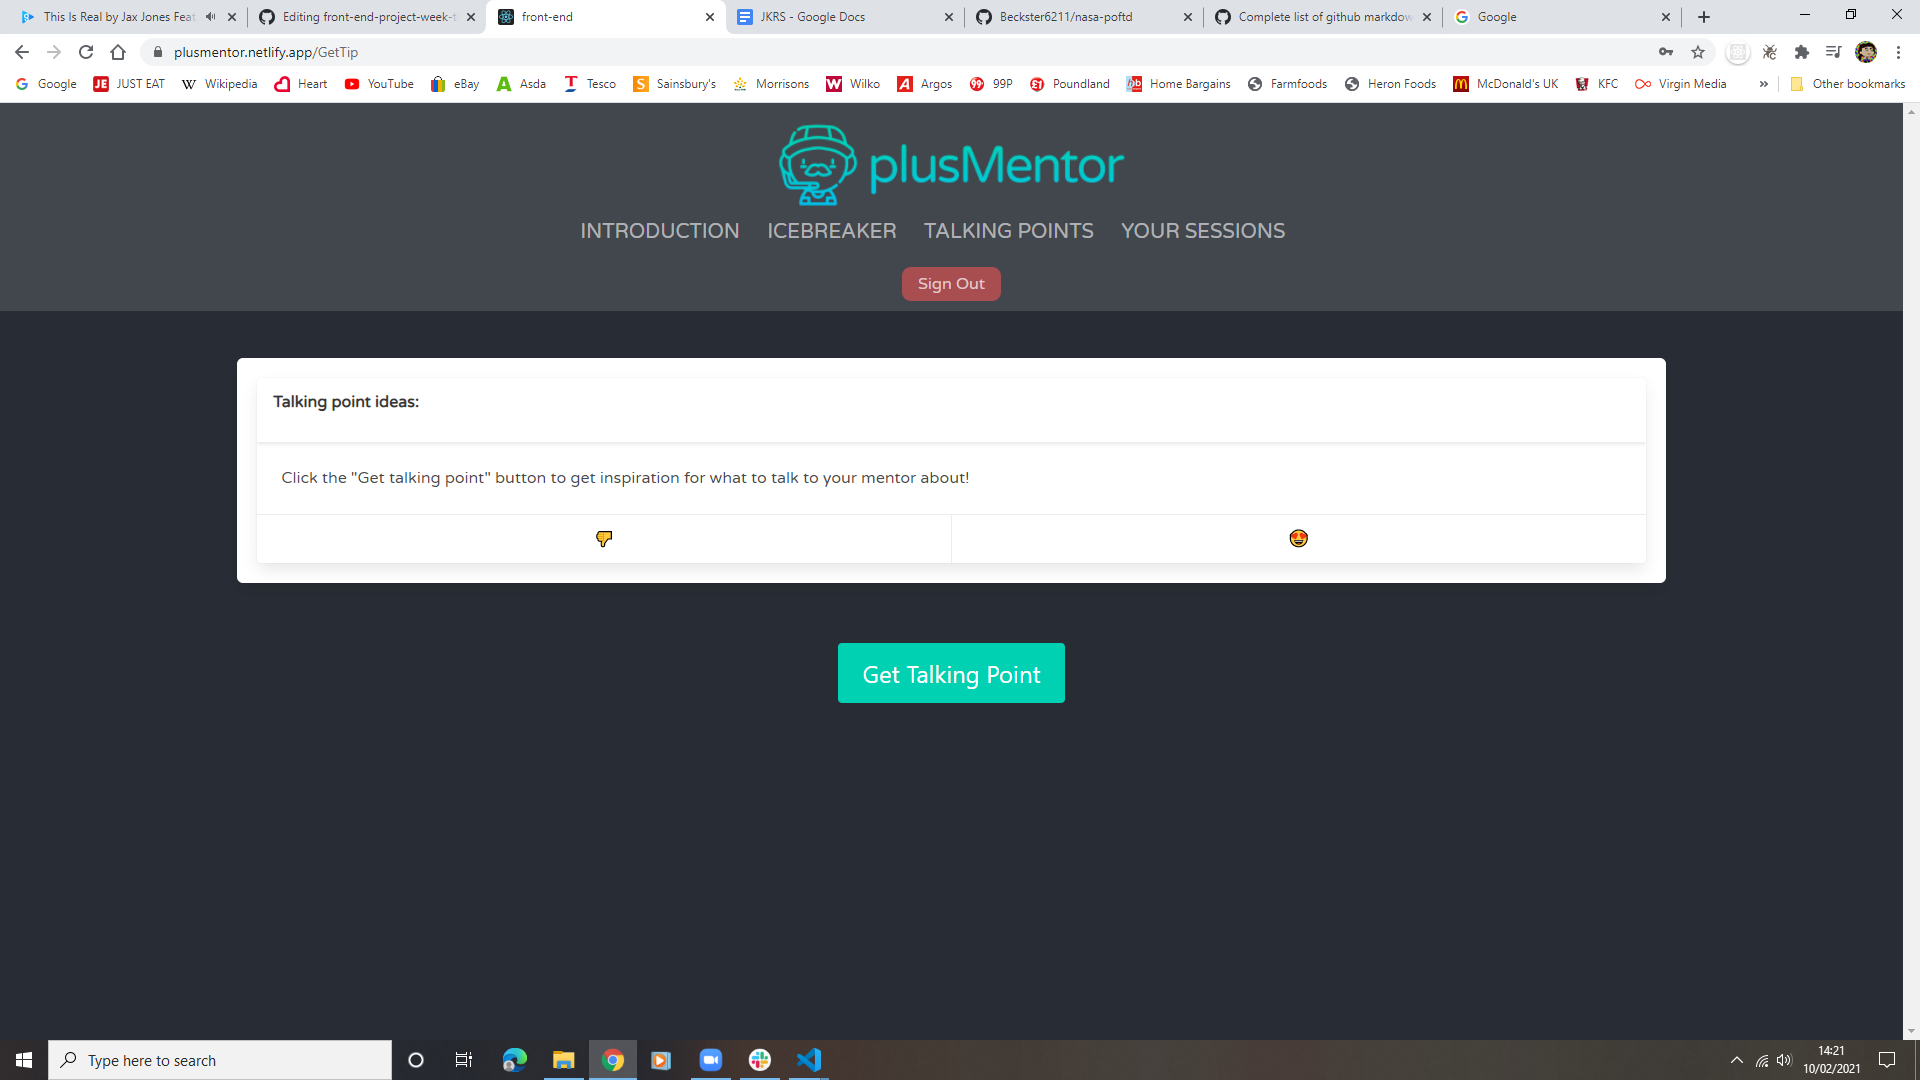 This Is Real by Jax Jones Feat
Editing front-end-project-week-t
front-end
JKRS - Google Docs
Beckster6211/nasa-poftd
Complete list of github markdow
Google
plusmentor.netlify.app/GetTip
Google
JUST EAT
Wikipedia
Heart
YouTube
eBay
Asda
Tesco
Sainsbury's
Morrisons
Wilko
Argos
99P
Poundland
Home Bargains
Farmfoods
Heron Foods
McDonald's UK
KFC
Virgin Media
Other bookmarks
plusMentor
INTRODUCTION ICEBREAKER TALKING POINTS YOUR SESSIONS
Sign Out
Talking point ideas:
Click the "Get talking point" button to get inspiration for what to talk to your mentor about!
Get Talking Point
Type here to search
14:21
10/02/2021